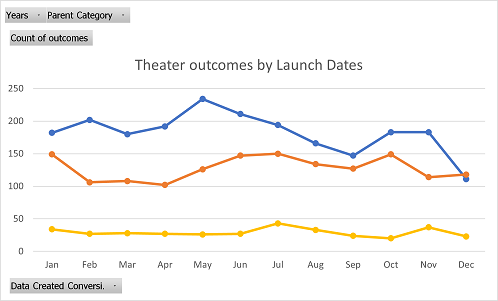 Years Parent Category
Count of outcomes
Theater outcomes by Launch Dates
250
200
150
100
50
0
Jan Feb Mar Apr May Jun Jul Aug Sep Oct Nov Dec
Data Created Conversi.